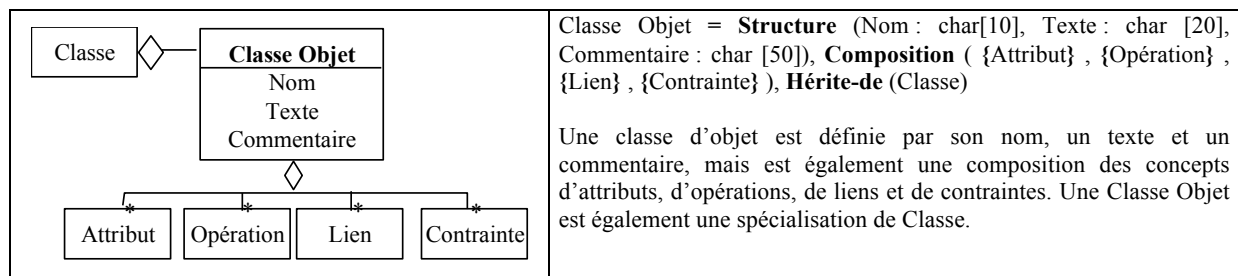 Classe
Classe Objet
Nom
Texte
Commentaire
* * * *
Attribut Opération Lien Contrainte
Classe Objet = Structure (Nom : char[10], Texte : char [20],
Commentaire : char [50]), Composition ( {Attribut} , {Opération} ,
{Lien} , {Contrainte} ), Hérite-de (Classe)
Une classe d’objet est définie par son nom, un texte et un
commentaire, mais est également une composition des concepts
d’attributs, d’opérations, de liens et de contraintes. Une Classe Objet
est également une spécialisation de Classe.